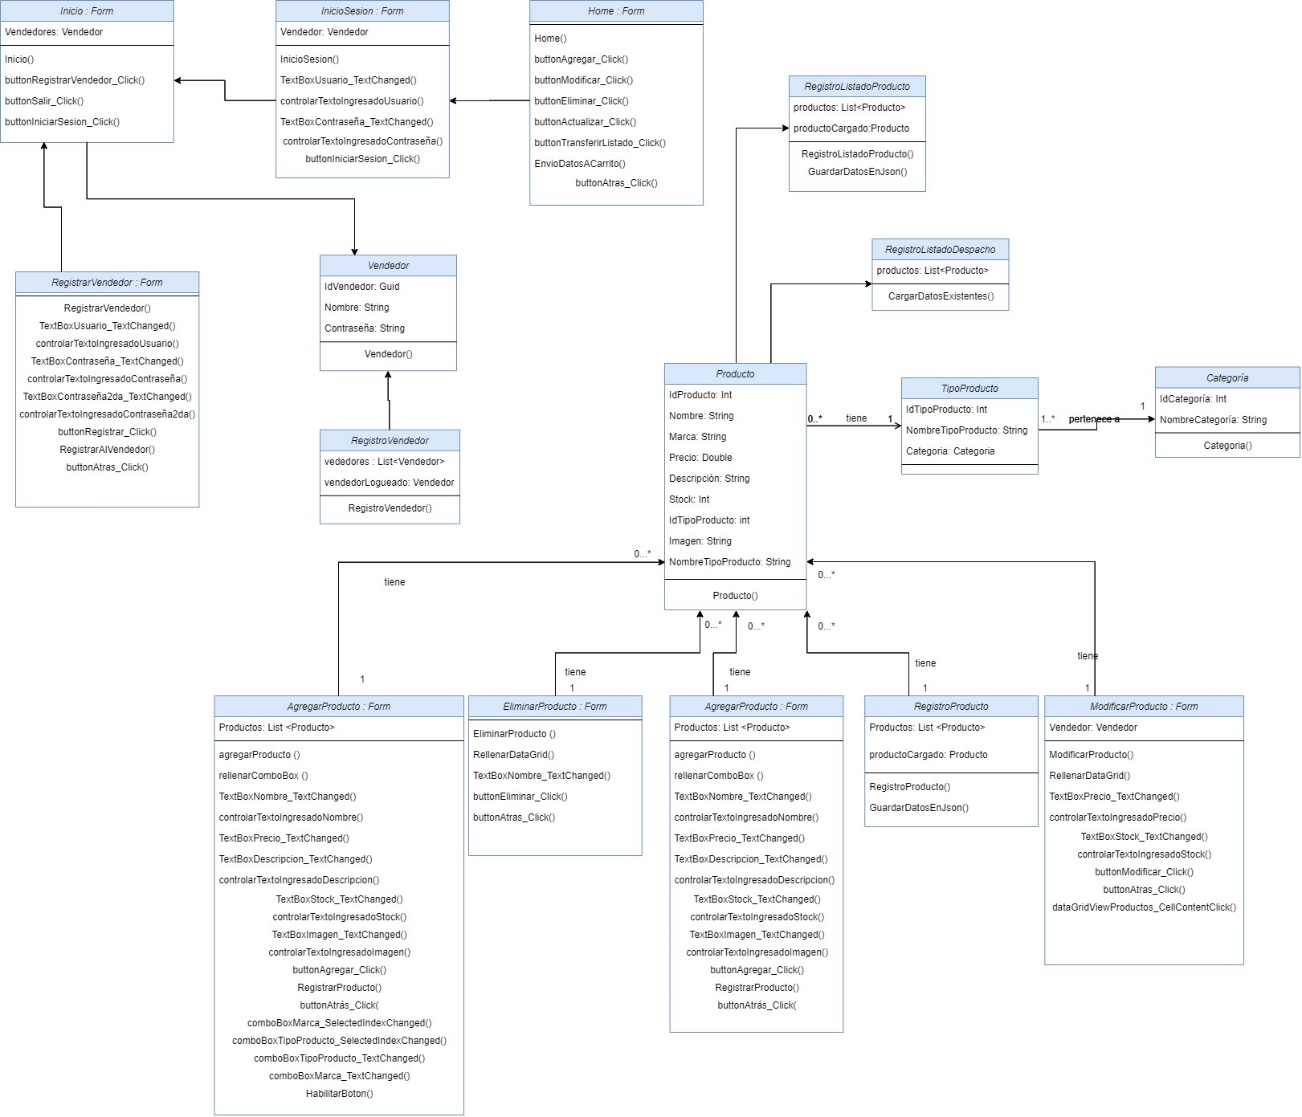 Inicio : Form
Vendedores: Vendedor
Inicio()
buttonRegistrarVendedor_Click()
buttonSalir_Click()
buttonIniciarSesion_Click()
InicioSesion : Form
Vendedor: Vendedor
InicioSesion()
TextBoxUsuario_TextChanged()
controlarTextoIngresadoUsuario()
TextBoxContraseña_TextChanged()
controlarTextoIngresadoContraseña()
buttonIniciarSesion_Click()
Home : Form
Home()
buttonAgregar_Click()
buttonModificar_Click()
buttonEliminar_Click()
buttonActualizar_Click()
buttonTransferirListado_Click()
EnvioDatosACarrito()
buttonAtras_Click()
RegistroListadoProducto
productos: List<Producto>
productoCargado:Producto
RegistroListadoProducto()
GuardarDatosEnJson()
RegistroListadoDespacho
productos: List<Producto>
CargarDatosExistentes()
RegistrarVendedor : Form
RegistrarVendedor()
TextBoxUsuario_TextChanged()
controlarTextoIngresadoUsuario()
TextBoxContraseña_TextChanged()
controlarTextoIngresadoContraseña()
TextBoxContraseña2da_TextChanged()
controlarTextoIngresadoContraseña2da()
buttonRegistrar_Click()
RegistrarAlVendedor()
buttonAtras_Click()
Vendedor
IdVendedor: Guid
Nombre: String
Contraseña: String
Vendedor()
RegistroVendedor
vededores : List<Vendedor>
vendedorLogueado: Vendedor
RegistroVendedor()
Producto
IdProducto: Int
Nombre: String
Marca: String
Precio: Double
Descripción: String
Stock: Int
IdTipoProducto: int
Imagen: String
NombreTipoProducto: String
Producto()
0..*
tiene
1
TipoProducto
IdTipoProducto: Int
NombreTipoProducto: String
Categoria: Categoria
1..*
pertenece a
1
Categoría
IdCategoría: Int
NombreCategoría: String
Categoria()
0...*
tiene
1
0...*
tiene
1
0...*
tiene
1
0...*
tiene
1
0...*
tiene
1
AgregarProducto : Form
Productos: List <Producto>
agregarProducto ()
rellenarComboBox ()
TextBoxNombre_TextChanged()
controlarTextoIngresadoNombre()
TextBoxPrecio_TextChanged()
TextBoxDescripcion_TextChanged()
controlarTextoIngresadoDescripcion()
TextBoxStock_TextChanged()
controlarTextoIngresadoStock()
TextBoxImagen_TextChanged()
controlarTextoIngresadoImagen()
buttonAgregar_Click()
RegistrarProducto()
buttonAtrás_Click(
comboBoxMarca_SelectedIndexChanged()
comboBoxTipoProducto_SelectedIndexChanged()
comboBoxTipoProducto_TextChanged()
comboBoxMarca_TextChanged()
HabilitarBoton()
EliminarProducto : Form
EliminarProducto ()
RellenarDataGrid()
TextBoxNombre_TextChanged()
buttonEliminar_Click()
buttonAtras_Click()
AgregarProducto : Form
Productos: List <Producto>
agregarProducto ()
rellenarComboBox ()
TextBoxNombre_TextChanged()
controlarTextoIngresadoNombre()
TextBoxPrecio_TextChanged()
TextBoxDescripcion_TextChanged()
controlarTextoIngresadoDescripcion()
TextBoxStock_TextChanged()
controlarTextoIngresadoStock()
TextBoxImagen_TextChanged()
controlarTextoIngresadoImagen()
buttonAgregar_Click()
RegistrarProducto()
buttonAtrás_Click(
RegistroProducto
Productos: List <Producto>
productoCargado: Producto
RegistroProducto()
GuardarDatosEnJson()
ModificarProducto : Form
Vendedor: Vendedor
ModificarProducto()
RellenarDataGrid()
TextBoxPrecio_TextChanged()
controlarTextoIngresadoPrecio()
TextBoxStock_TextChanged()
controlarTextoIngresadoStock()
buttonModificar_Click()
buttonAtras_Click()
dataGridViewProductos_CellContentClick()